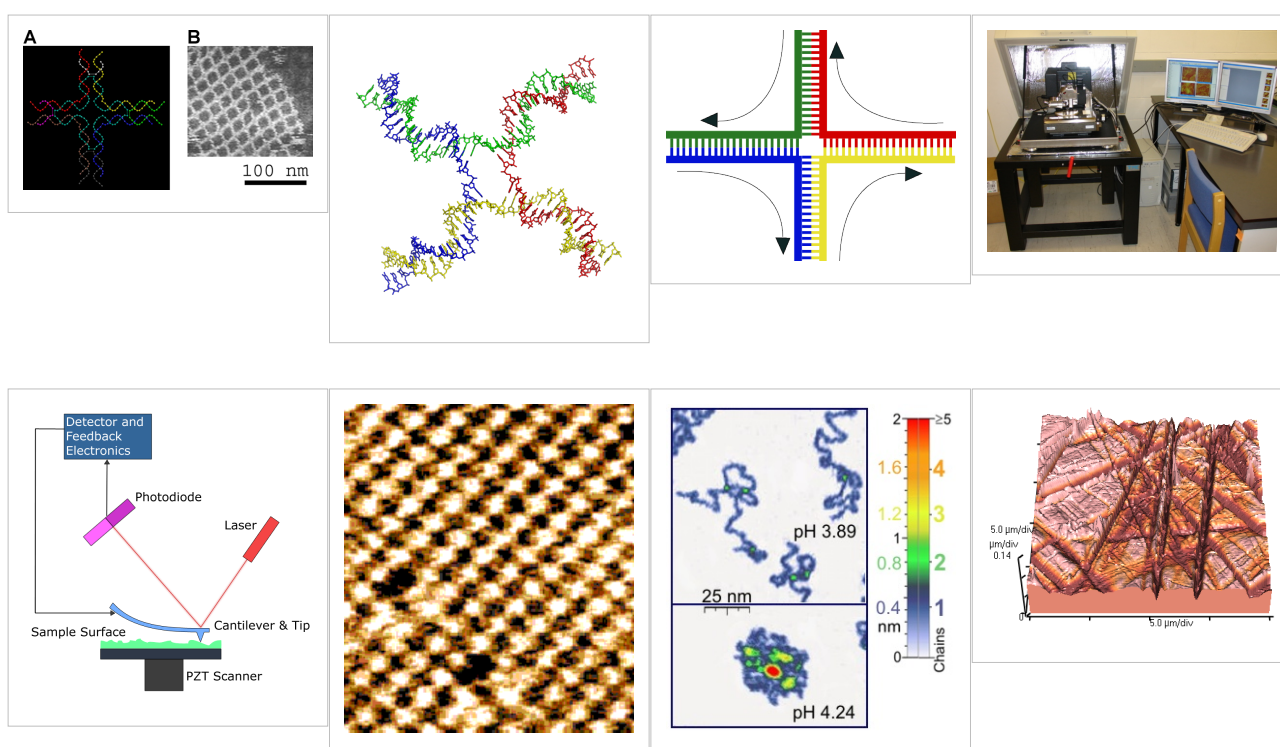 A
B
100 nm
Detector and
Feedback
Electronics
Photodiode
Laser
Sample Surface
Cantilever & Tip
PZT Scanner
pH 3.89
25 nm
pH 4.24
2
≥5
1.6
4
1.2
3
1
0.8
2
0.4
1
nm
0
Chains
5.0 µm/div
µm/div
0.14
0
5.0 µm/div